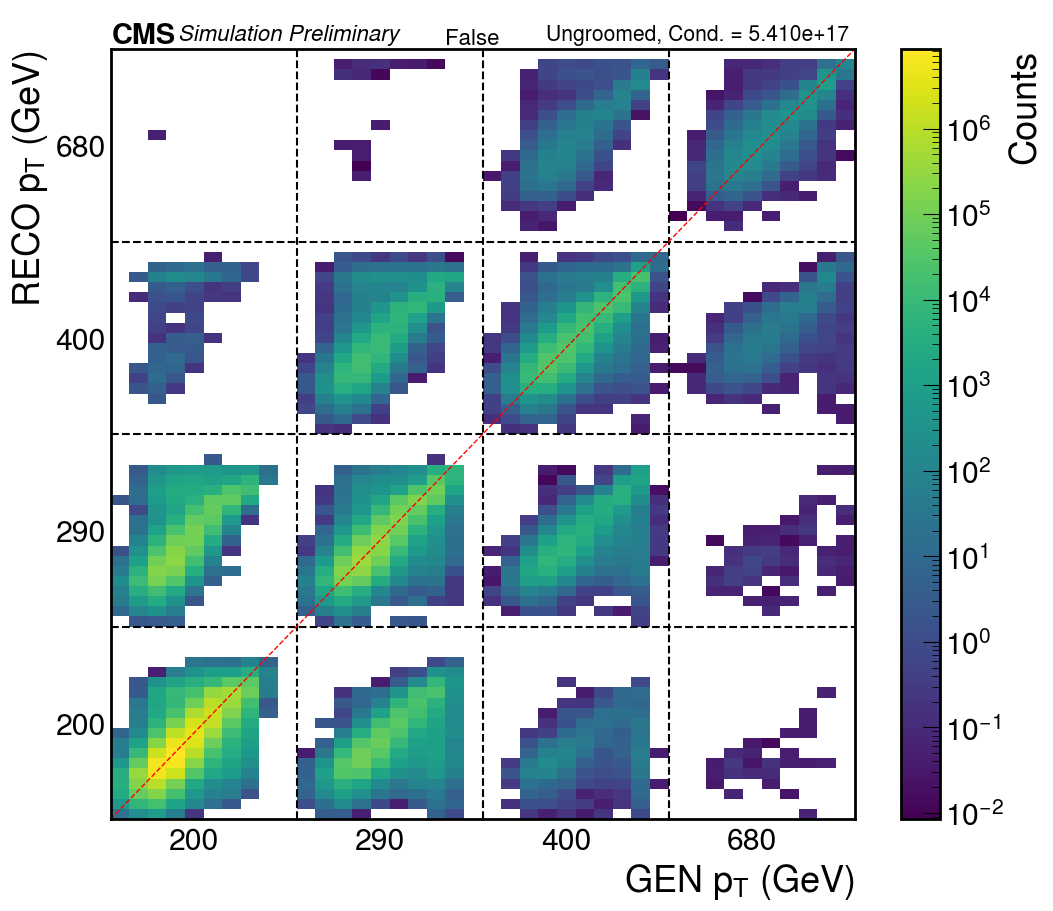 CMS Simulation Preliminary False Ungroomed, Cond. = 5.410e+17
RECO pT (GeV)
680
400
290
200
200 290 400 680
GEN pT (GeV)
Counts
10^6
10^5
10^4
10^3
10^2
10^1
10^0
10^−1
10^−2